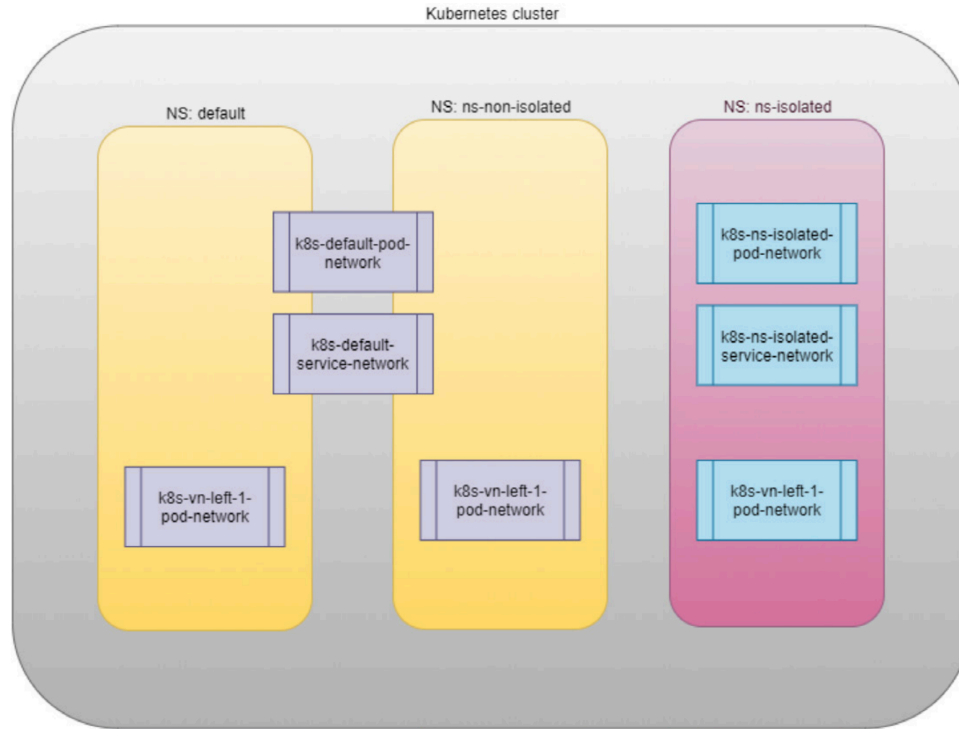 Kubernetes cluster
NS: default
NS: ns-non-isolated
NS: ns-isolated
k8s-default-pod-
network
k8s-ns-isolated-
pod-network
k8s-default-
service-network
k8s-ns-isolated-
service-network
k8s-vn-left-1-
pod-network
k8s-vn-left-1-
pod-network
k8s-vn-left-1-
pod-network